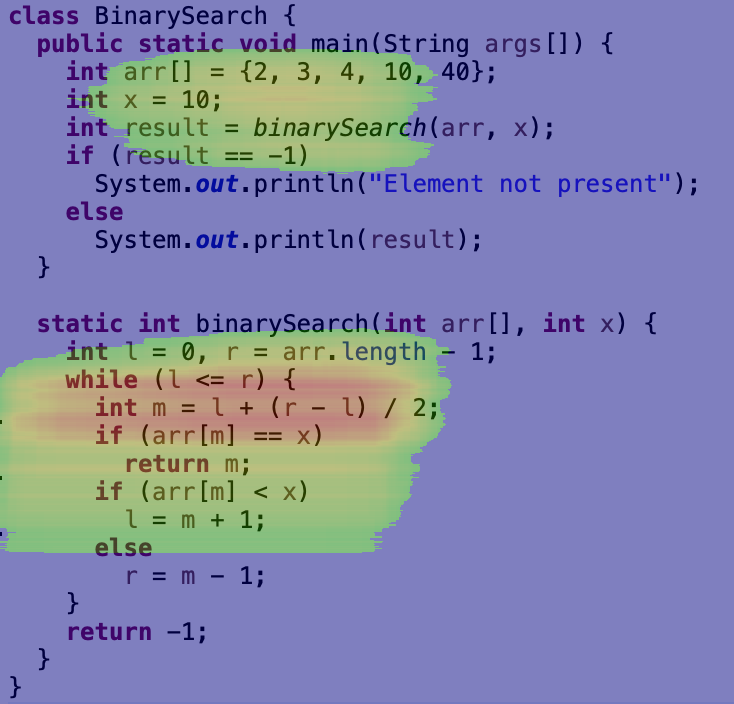 class BinarySearch {
  public static void main(String args[]) {
    int arr[] = {2, 3, 4, 10, 40};
    int x = 10;
    int result = binarySearch(arr, x);
    if (result == -1)
      System.out.println("Element not present");
    else
      System.out.println(result);
  }

  static int binarySearch(int arr[], int x) {
    int l = 0, r = arr.length - 1;
    while (l <= r) {
      int m = l + (r - l) / 2;
      if (arr[m] == x)
        return m;
      if (arr[m] < x)
        l = m + 1;
      else
        r = m - 1;
    }
    return -1;
  }
}